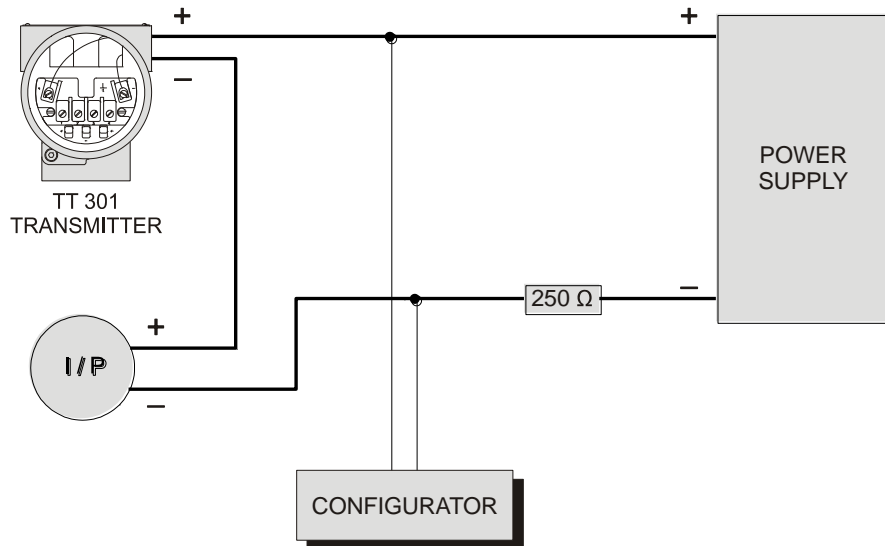 +
+
−
TT 301
TRANSMITTER
POWER
SUPPLY
250 Ω
−
+
I / P
−
CONFIGURATOR